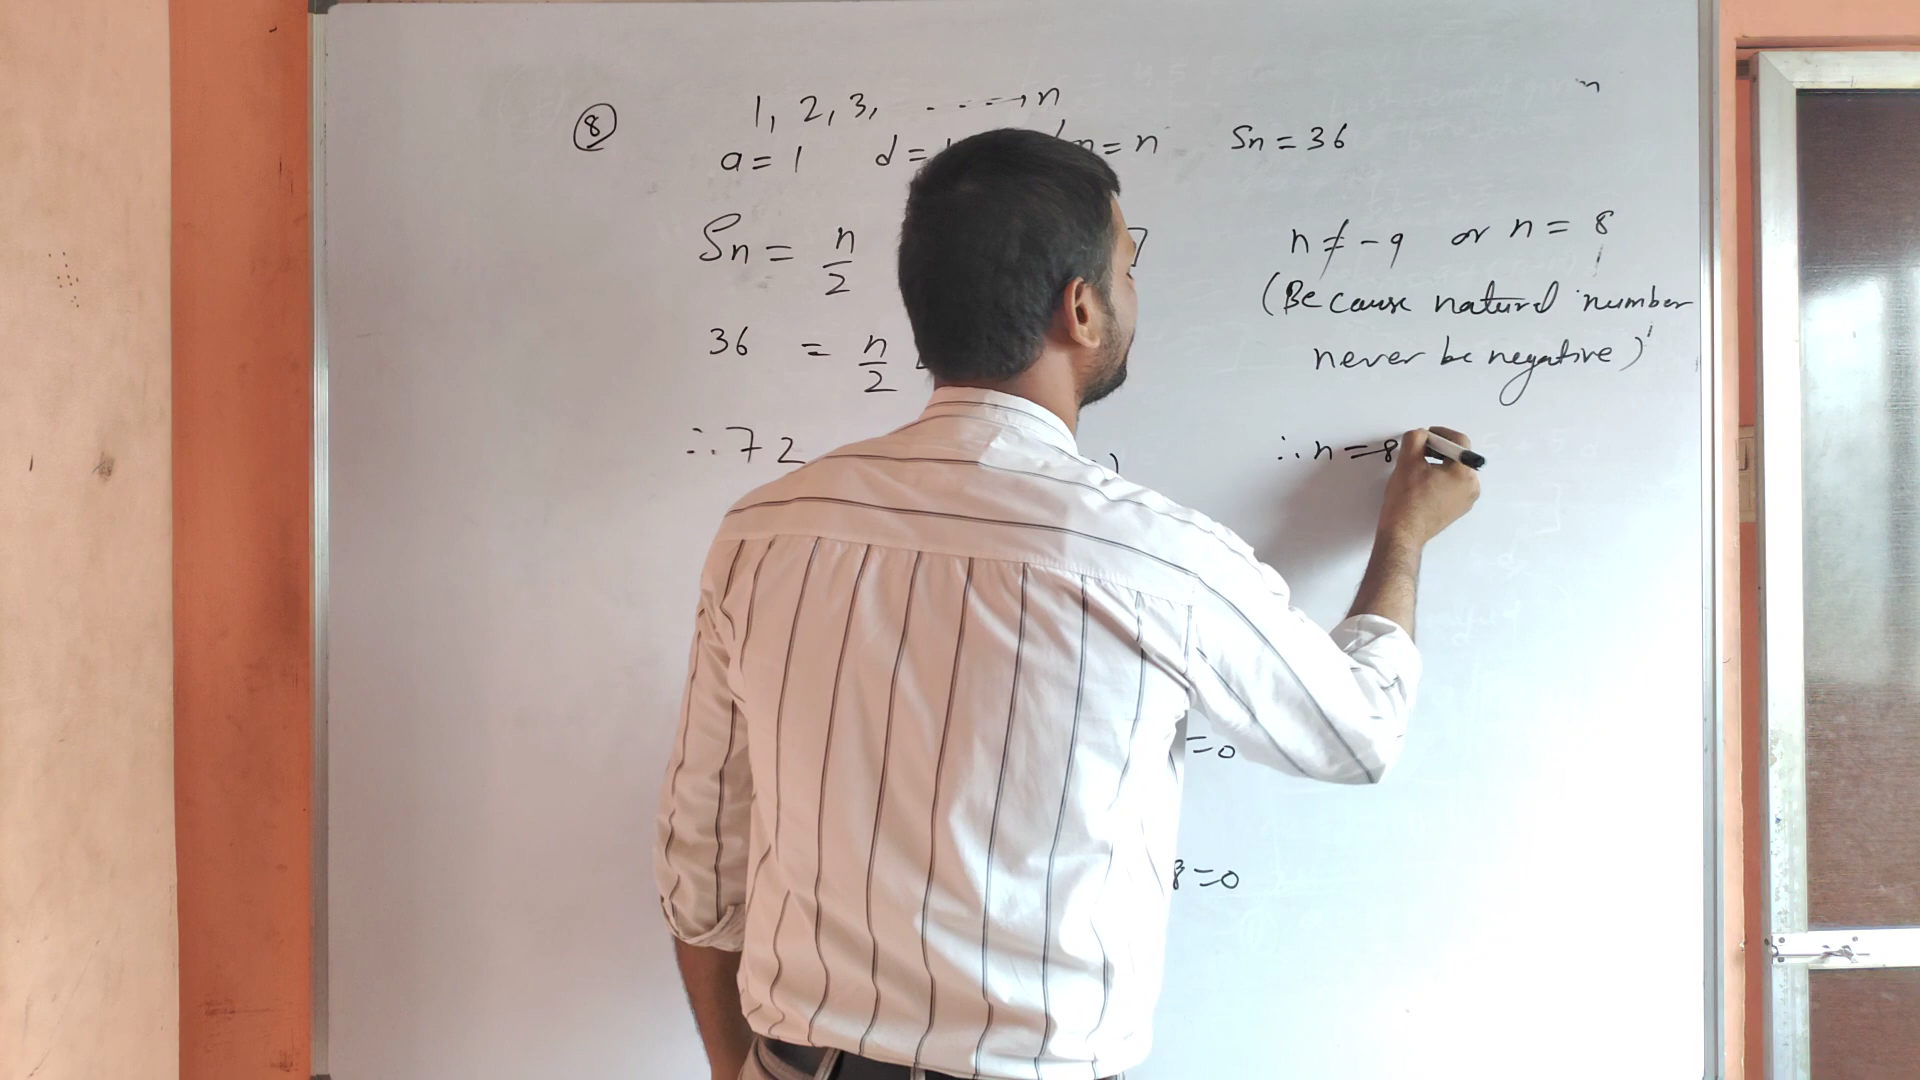 ⑧ 1, 2, 3, ----→ n
a = 1 d = = n Sn = 36
Sn = n/2
36 = n/2
∴ 72
=0
8=0
n ≠ -9 or n = 8
(Because natural number
never be negative)
∴ n = 8